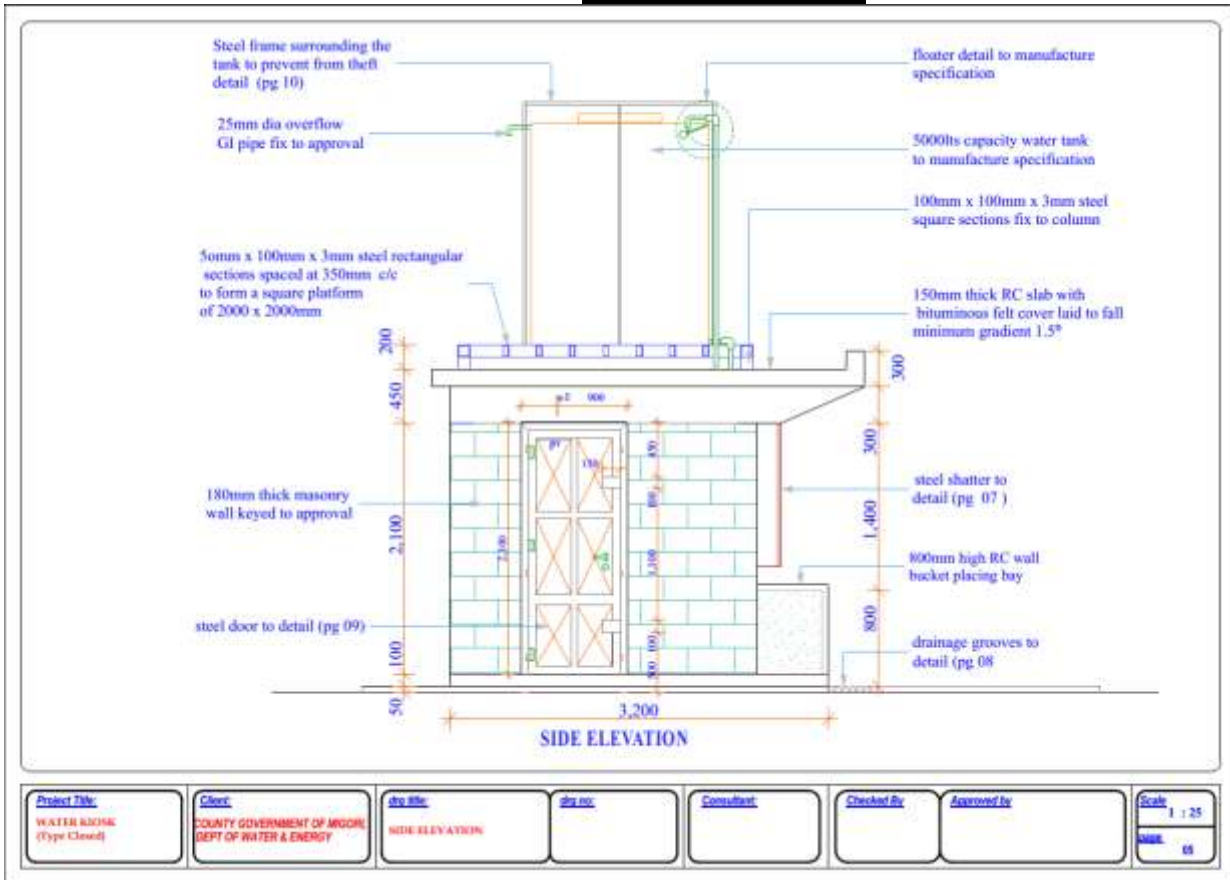 Steel frame surrounding the
tank to prevent from theft
detail (pg 10)
25mm dia overflow
GI pipe fix to approval
5omm x 100mm x 3mm steel rectangular
sections spaced at 350mm c/c
to form a square platform
of 2000 x 2000mm
180mm thick masonry
wall keyed to approval
steel door to detail (pg 09)
floater detail to manufacture
specification
5000lts capacity water tank
to manufacture specification
100mm x 100mm x 3mm steel
square sections fix to column
150mm thick RC slab with
bituminous felt cover laid to fall
minimum gradient 1.5°
steel shatter to
detail (pg 07 )
800mm high RC wall
bucket placing bay
drainage grooves to
detail (pg 08
200
450
2,100
100
50
900
2,100
450
1,100
100
300
300
1,400
800
3,200
SIDE ELEVATION
Project Title:
WATER KIOSK
(Type Closed)
Client:
COUNTY GOVERNMENT OF MIGORI,
DEPT OF WATER & ENERGY
drg title:
SIDE ELEVATION
drg no:
Consultant:
Checked By
Approved by
Scale
1 : 25
page
05